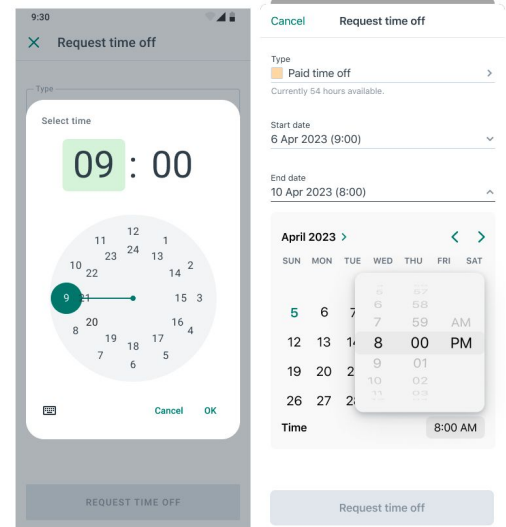 9:30
Request time off
Type
Select time
09 : 00
12
11 1
24
23 13
10 2
22 14
9 21 15 3
20 16
8 4
19 17
18
7 5
6
Cancel OK
REQUEST TIME OFF
Cancel Request time off
Type
Paid time off
Currently 54 hours available.
Start date
6 Apr 2023 (9:00)
End date
10 Apr 2023 (8:00)
April 2023
SUN MON TUE WED THU FRI SAT
5 6 7
12 13
19 20
26 27
6 58
7 59 AM
8 00 PM
9 01
10 02
Time 8:00 AM
Request time off